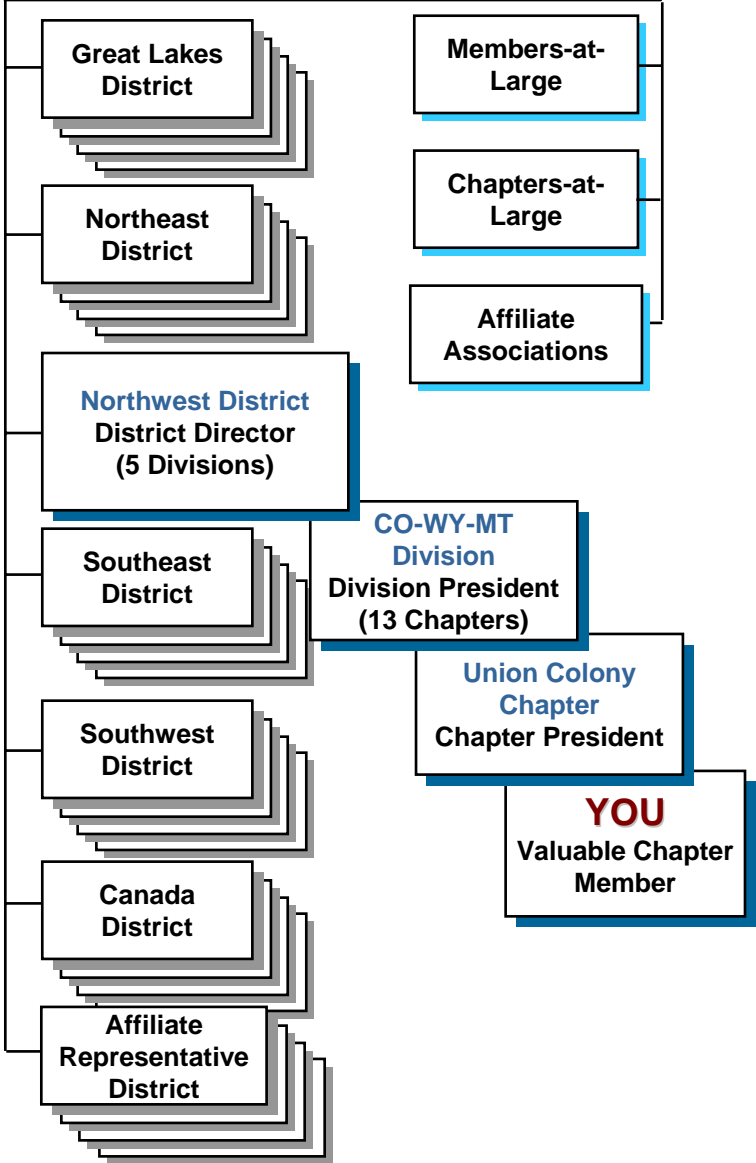 Great Lakes
District
Members-at-
Large
Northeast
District
Chapters-at-
Large
Affiliate
Associations
Northwest District
District Director
(5 Divisions)
CO-WY-MT
Division
Division President
(13 Chapters)
Southeast
District
Union Colony
Chapter
Chapter President
Southwest
District
YOU
Valuable Chapter
Member
Canada
District
Affiliate
Representative
District